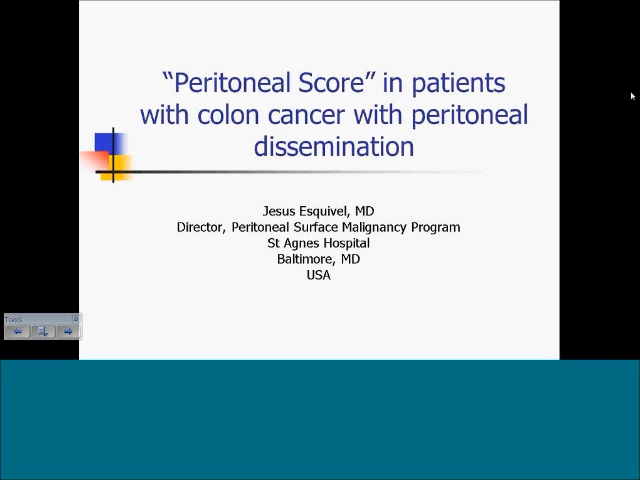 “Peritoneal Score” in patients
with colon cancer with peritoneal
dissemination
Jesus Esquivel, MD
Director, Peritoneal Surface Malignancy Program
St Agnes Hospital
Baltimore, MD
USA
Tools